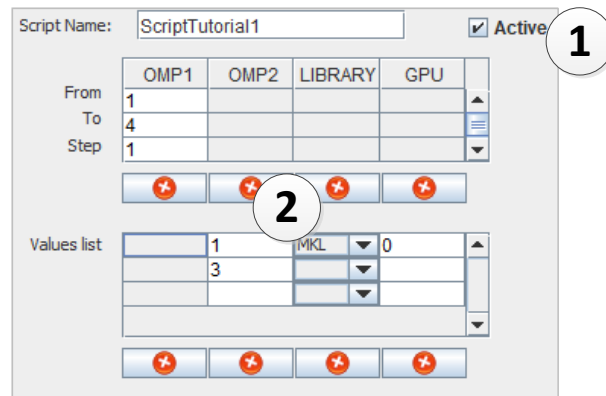 Script Name: ScriptTutorial1 Active 1
OMP1 OMP2 LIBRARY GPU
From 1
To 4
Step 1
2
Values list 1 MKL 0
3